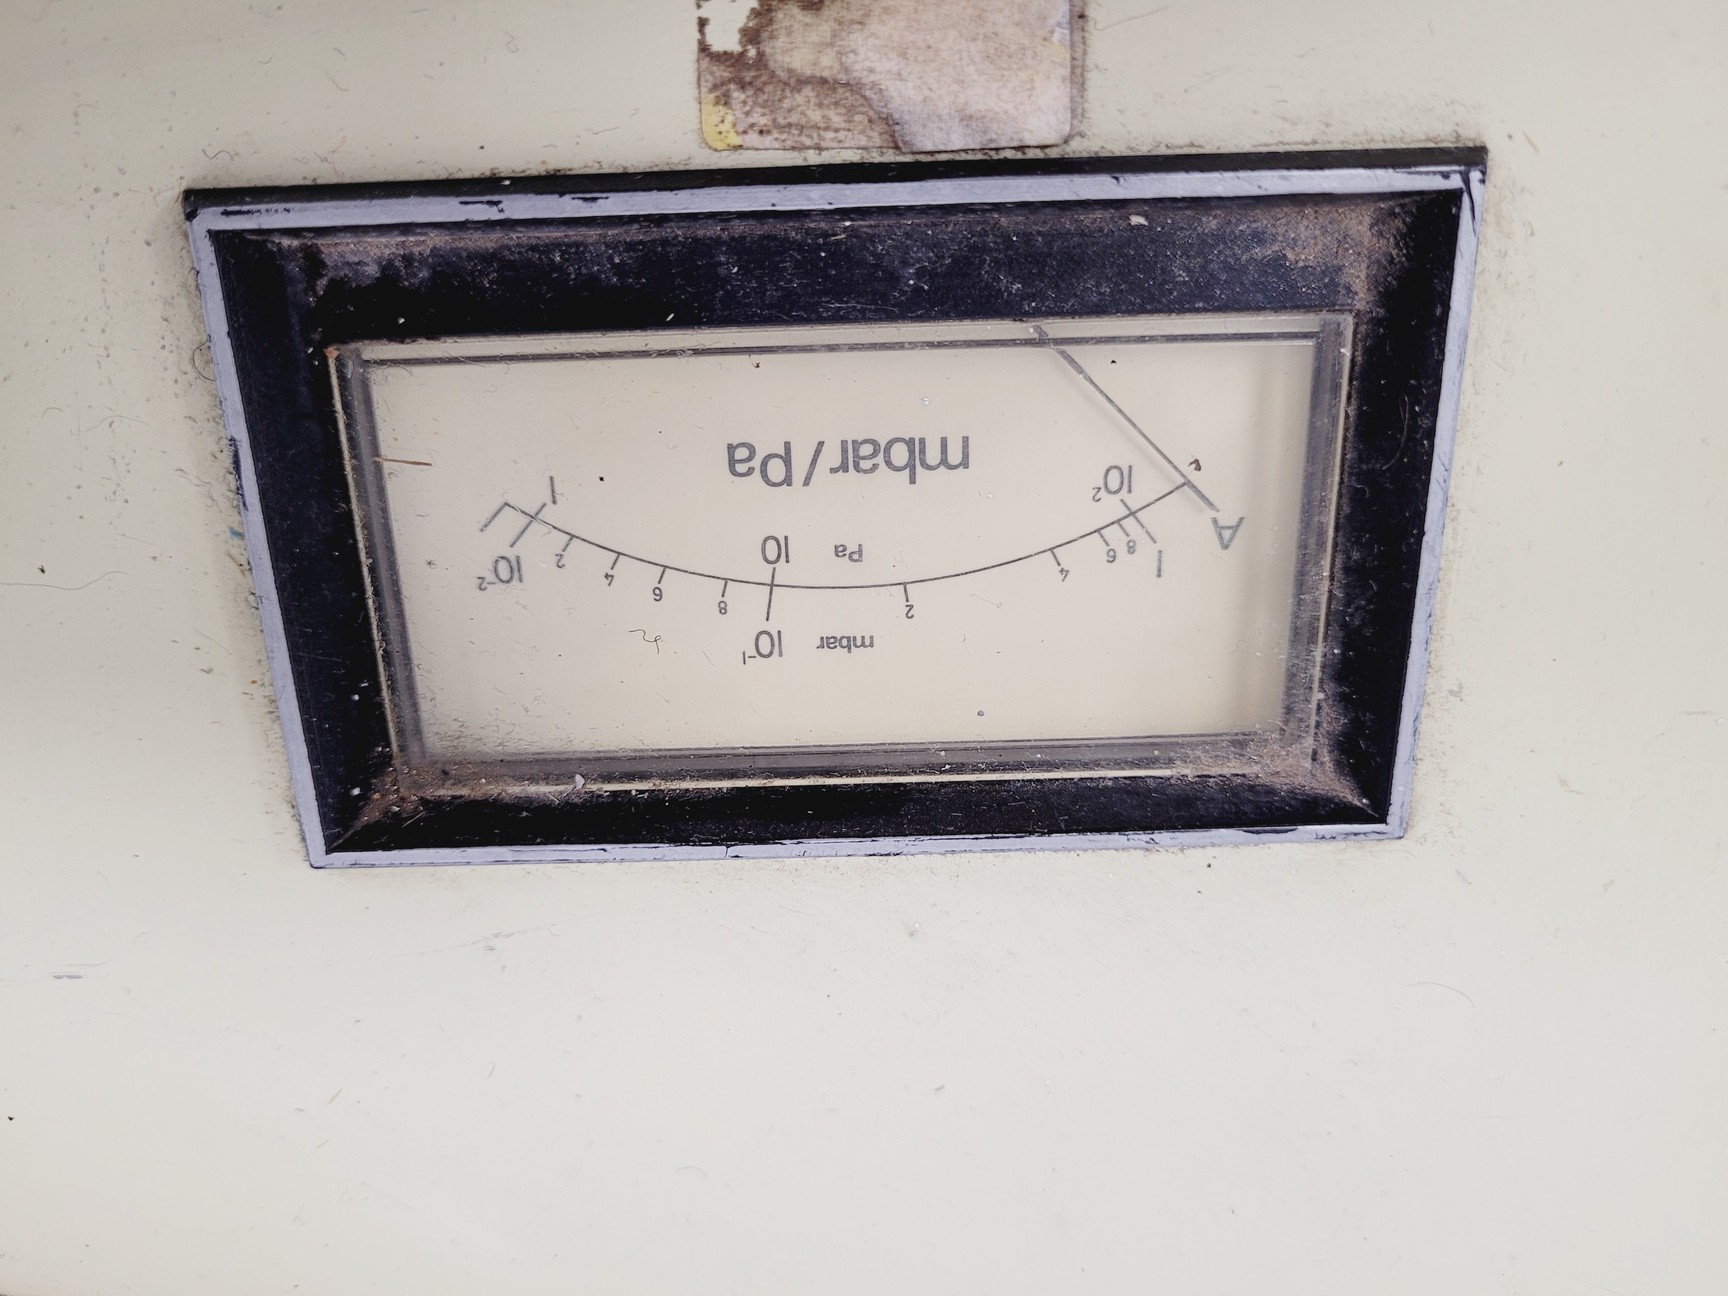 mbar 10⁻¹
A 1 8 6 4 2 8 6 4 2 10⁻²
10² Pa 10 1
mbar/Pa